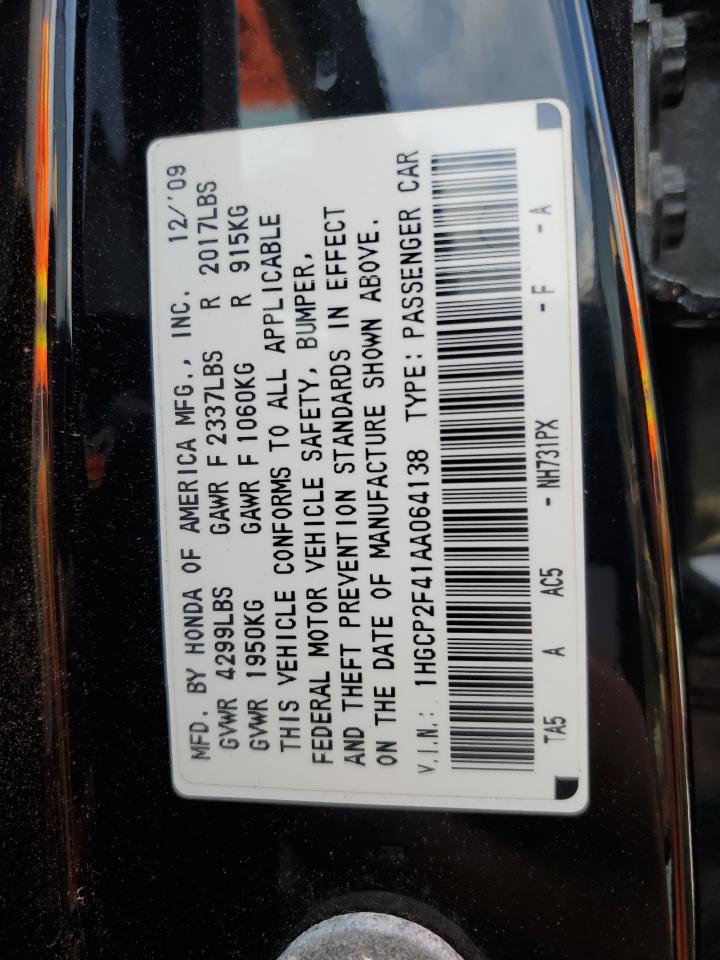 MFD. BY HONDA OF AMERICA MFG., INC. 12/'09
GVWR 4299LBS GAWR F 2337LBS R 2017LBS
GVWR 1950KG GAWR F 1060KG R 915KG
THIS VEHICLE CONFORMS TO ALL APPLICABLE
FEDERAL MOTOR VEHICLE SAFETY, BUMPER,
AND THEFT PREVENTION STANDARDS IN EFFECT
ON THE DATE OF MANUFACTURE SHOWN ABOVE.
V.I.N.: 1HGCP2F41AA064138 TYPE: PASSENGER CAR
TA5 A AC5 - NH731PX - F - A